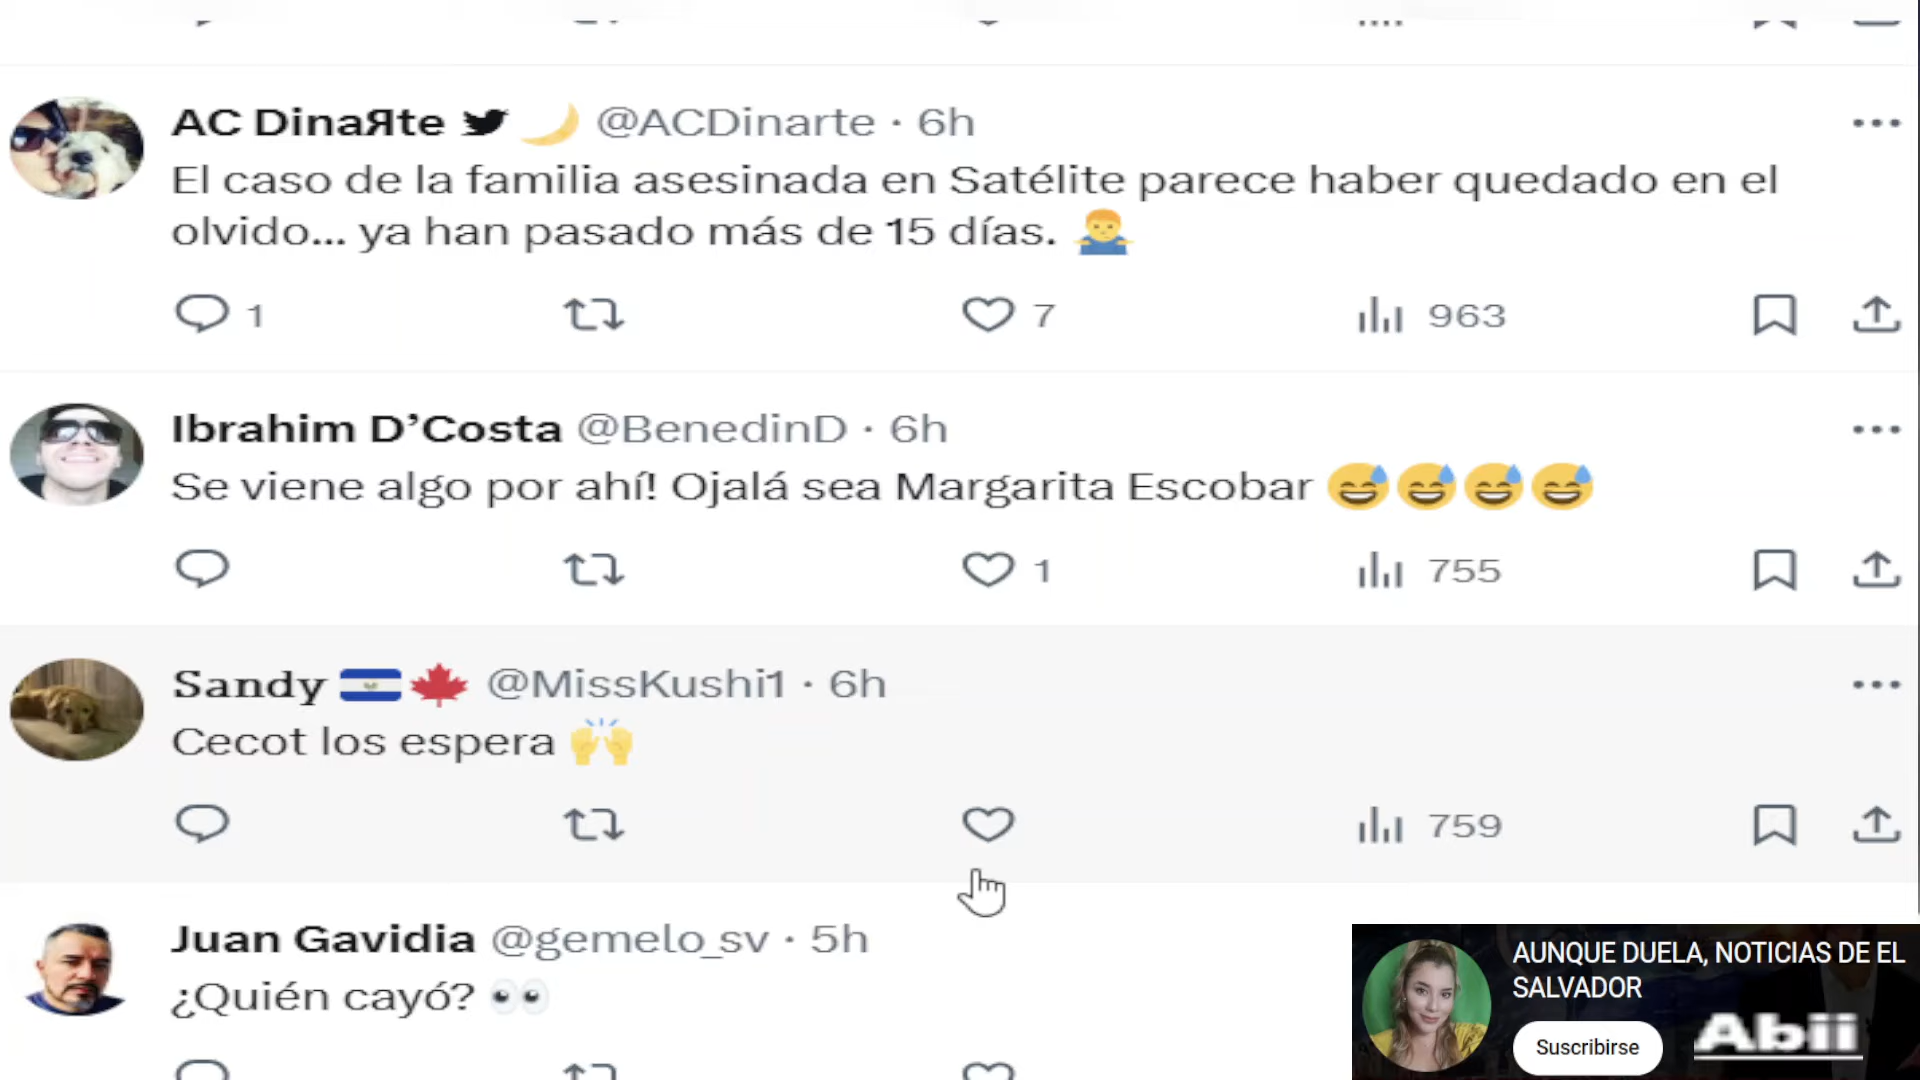 AC DinaЯte 🌙 @ACDinarte · 6h
El caso de la familia asesinada en Satélite parece haber quedado en el
olvido... ya han pasado más de 15 días. 🤷‍♂️
1 7 963
Ibrahim D’Costa @BenedinD · 6h
Se viene algo por ahí! Ojalá sea Margarita Escobar 😅😅😅😅
1 755
Sandy 🇸🇻🍁 @MissKushi1 · 6h
Cecot los espera 🙌
759
Juan Gavidia @gemelo_sv · 5h
¿Quién cayó? 👀
AUNQUE DUELA, NOTICIAS DE EL
SALVADOR
Suscribirse
Abii